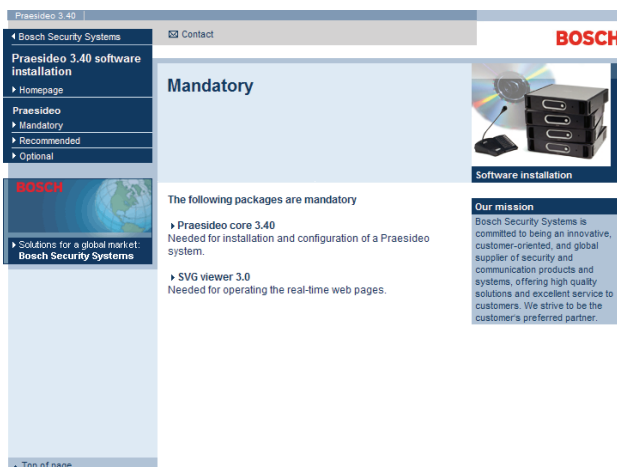 Praesideo 3.40
Bosch Security Systems
Contact
BOSCH
Praesideo 3.40 software
installation
Homepage
Praesideo
Mandatory
Recommended
Optional
BOSCH
Solutions for a global market:
Bosch Security Systems
Mandatory
The following packages are mandatory
Praesideo core 3.40
Needed for installation and configuration of a Praesideo
system.
SVG viewer 3.0
Needed for operating the real-time web pages.
Software installation
Our mission
Bosch Security Systems is
committed to being an innovative,
customer-oriented, and global
supplier of security and
communication products and
systems, offering high quality
solutions and excellent service to
customers. We strive to be the
customer's preferred partner.
Top of page